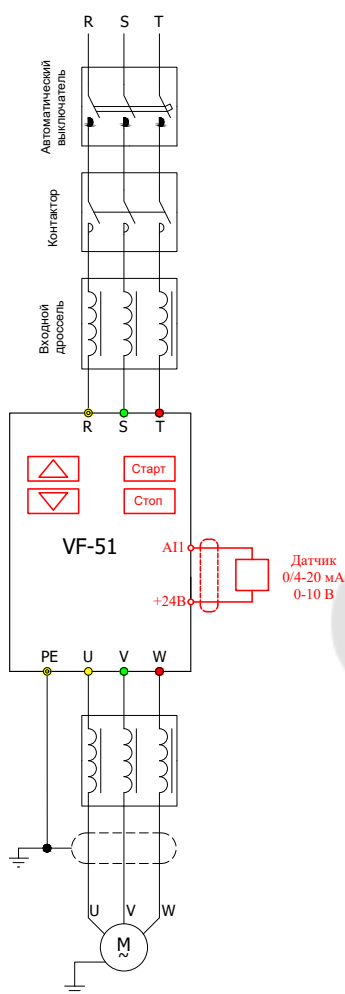 R S T
Автоматический
выключатель
Контактор
Входной
дроссель
R S T
Старт
Стоп
VF-51
AI1
+24В
Датчик
0/4-20 мА
0-10 В
PE U V W
U V W
M
~